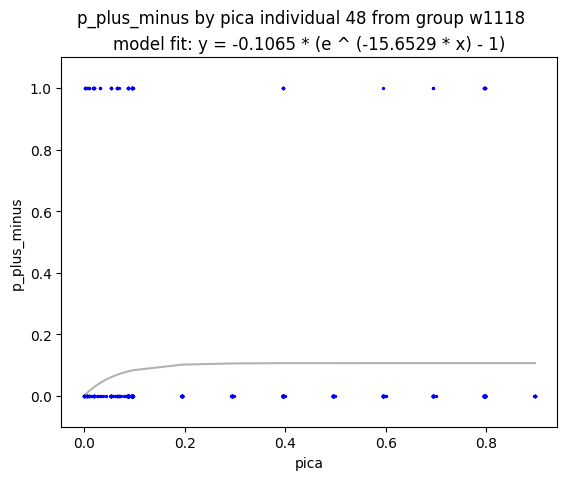 p_plus_minus by pica individual 48 from group w1118
model fit: y = -0.1065 * (e ^ (-15.6529 * x) - 1)
1.0
0.8
0.6
0.4
0.2
0.0
p_plus_minus
0.0 0.2 0.4 0.6 0.8
pica